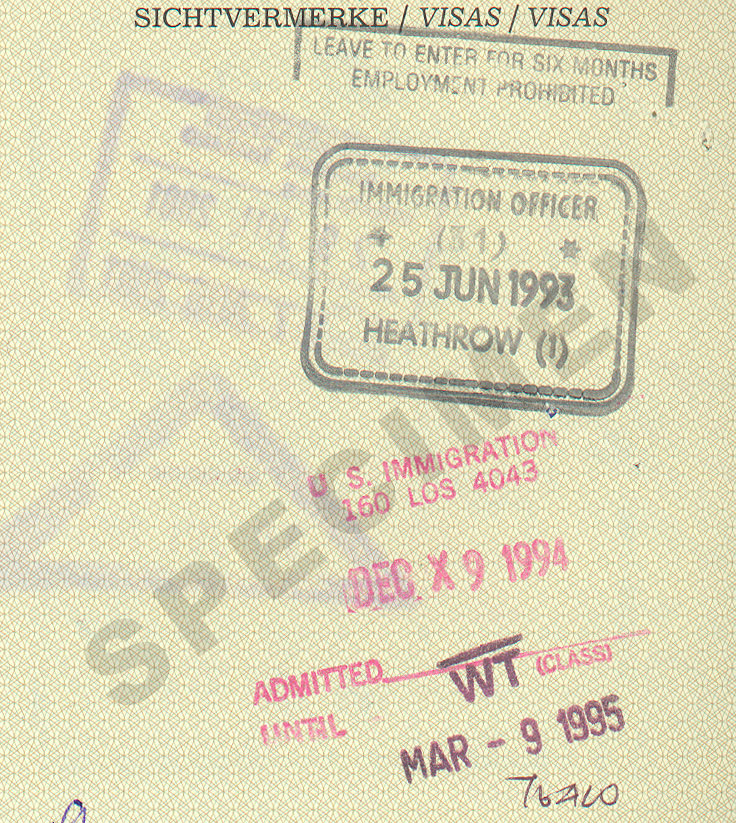 SICHTVERMERKE / VISAS / VISAS
LEAVE TO ENTER FOR SIX MONTHS
EMPLOYMENT PROHIBITED
IMMIGRATION OFFICER
25 JUN 1993
HEATHROW (1)
SPECIMEN
U S. IMMIGRATION
160 LOS 4043
DEC X 9 1994
ADMITTED WT (CLASS)
UNTIL
MAR - 9 1995